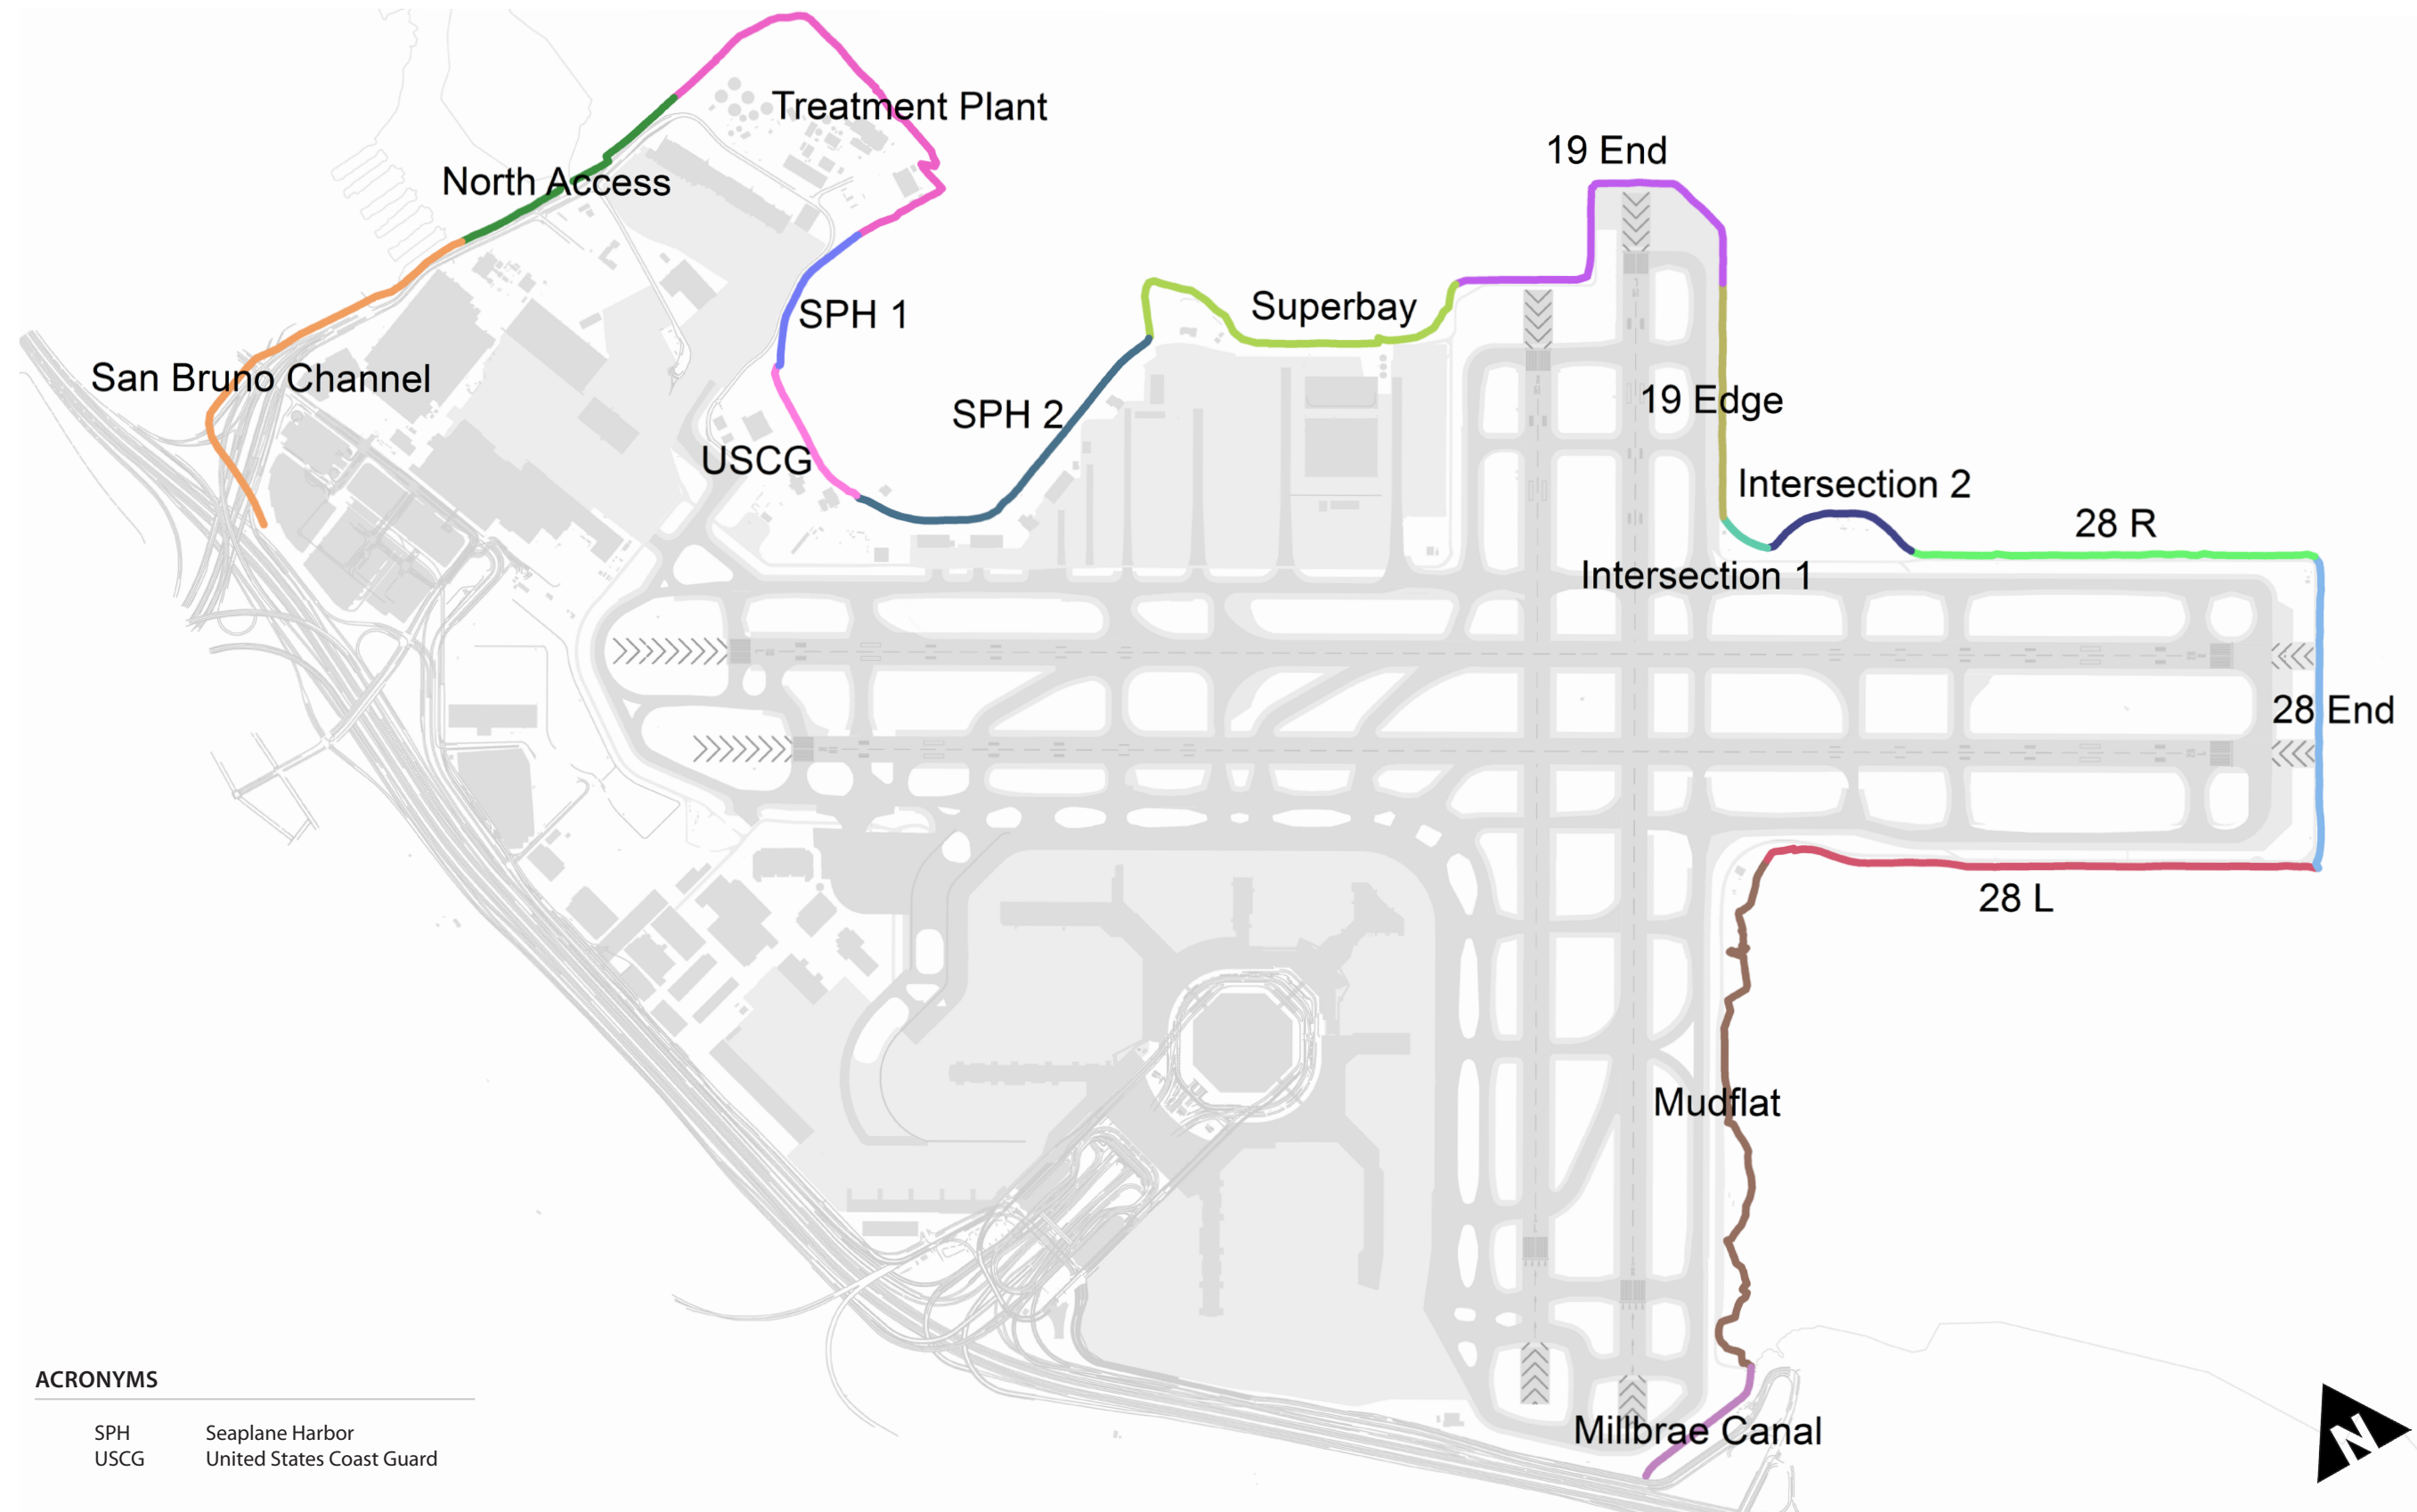 Treatment Plant
19 End
North Access
Superbay
SPH 1
San Bruno Channel
19 Edge
SPH 2
USCG
Intersection 2
28 R
Intersection 1
28 End
28 L
Mudflat
Millbrae Canal
ACRONYMS
SPH Seaplane Harbor
USCG United States Coast Guard
N